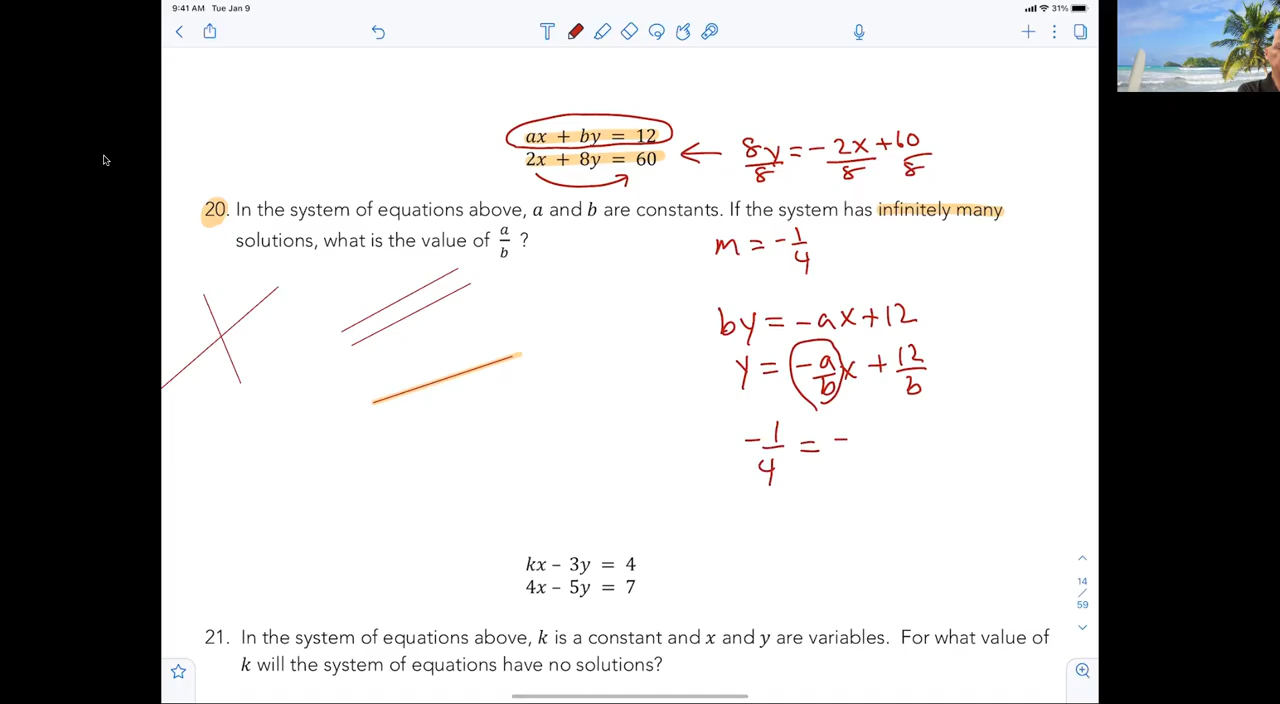 9:41 AM Tue Jan 9
31%
ax + by = 12
2x + 8y = 60
8y/8 = - 2x/8 + 60/8
20. In the system of equations above, a and b are constants. If the system has infinitely many
solutions, what is the value of a/b ?
m = - 1/4
by = -ax + 12
y = - a/b x + 12/b
- 1/4 = -
kx - 3y = 4
4x - 5y = 7
14
/
59
21. In the system of equations above, k is a constant and x and y are variables. For what value of
k will the system of equations have no solutions?